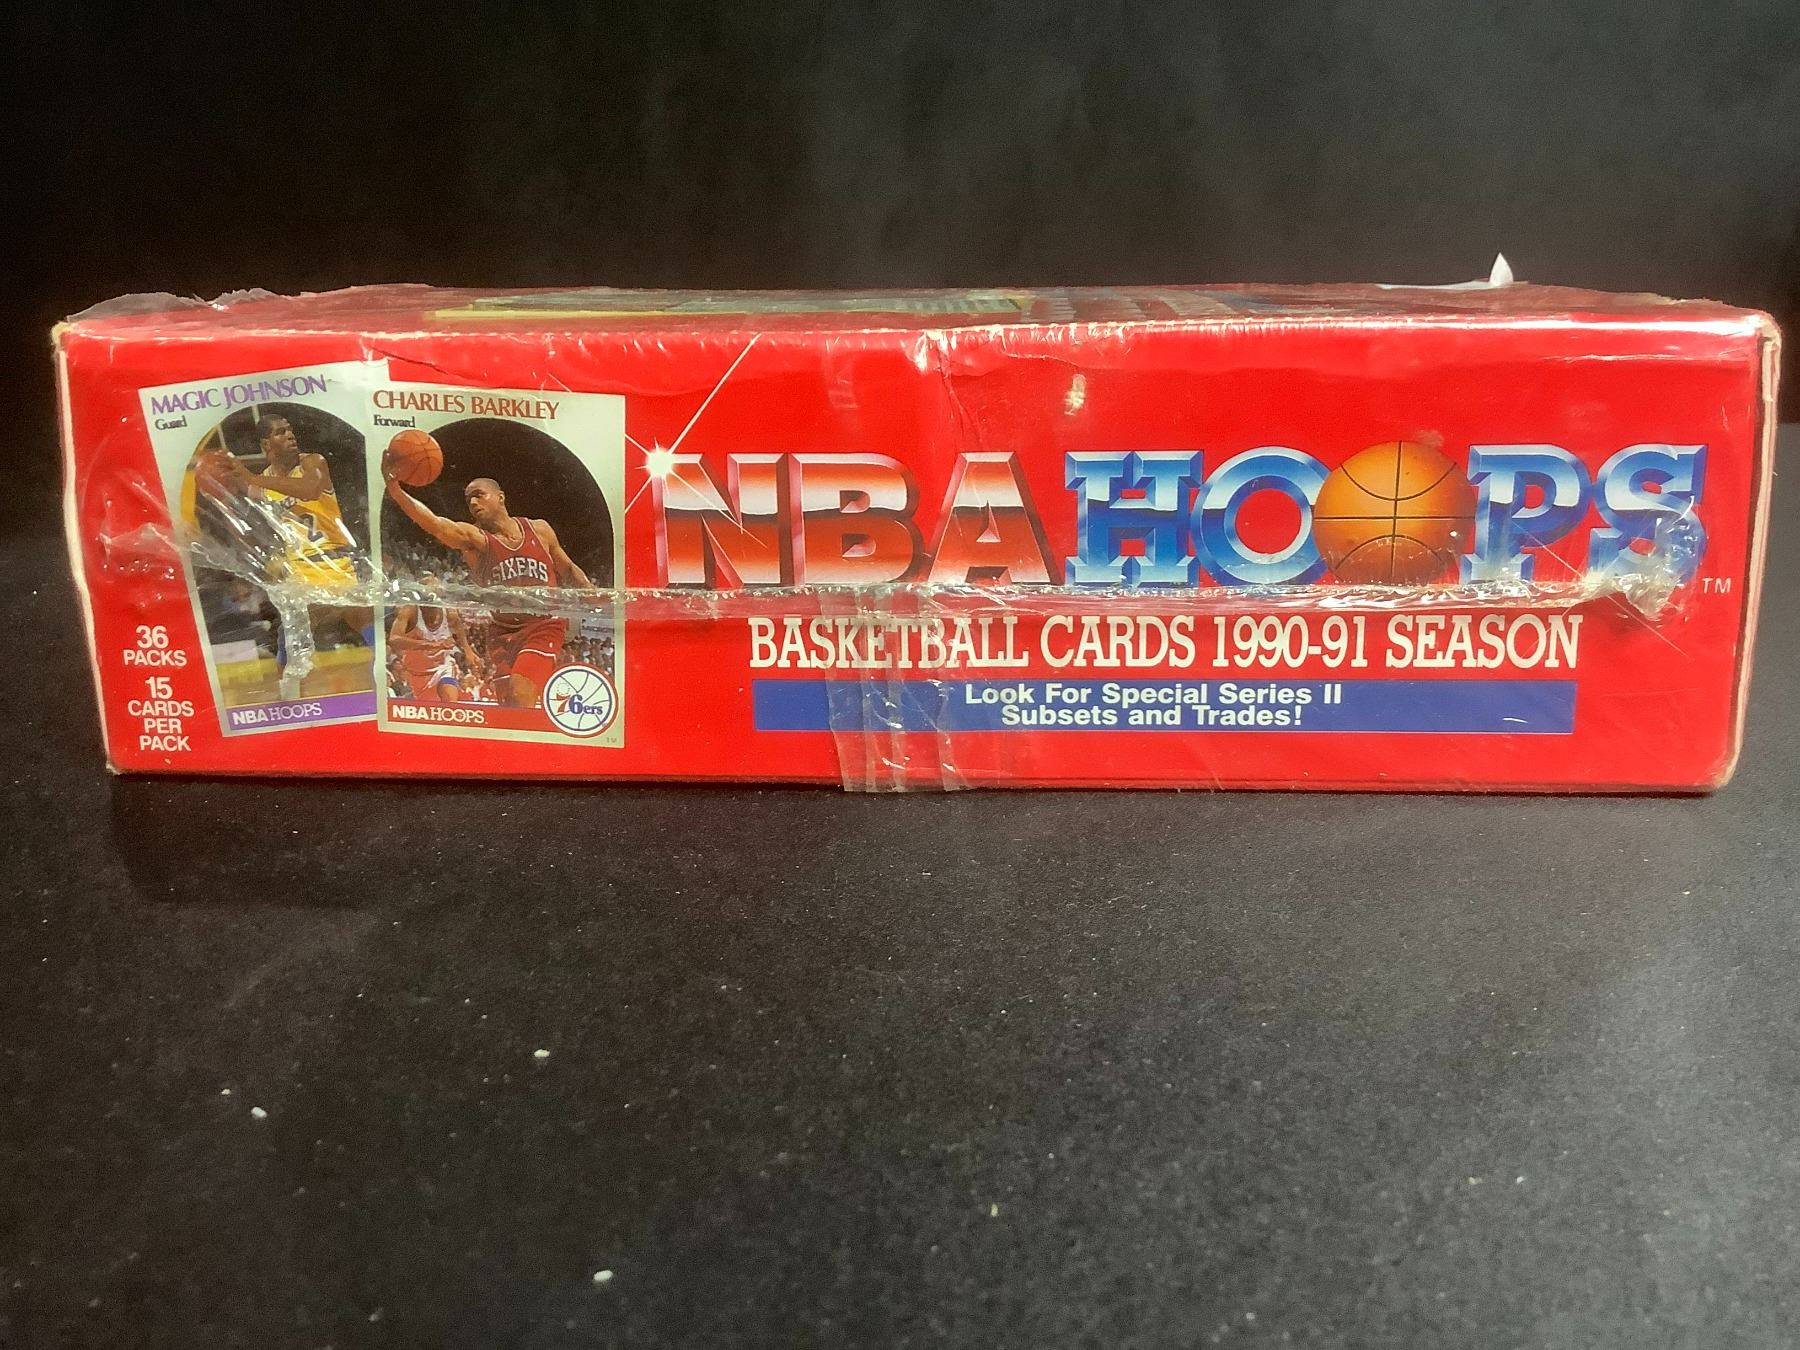 MAGIC JOHNSON
Guard
NBA HOOPS
CHARLES BARKLEY
Forward
SIXERS
NBA HOOPS
76ers
TM
36
PACKS
15
CARDS
PER
PACK
NBA HOOPS TM
BASKETBALL CARDS 1990-91 SEASON
Look For Special Series II
Subsets and Trades!